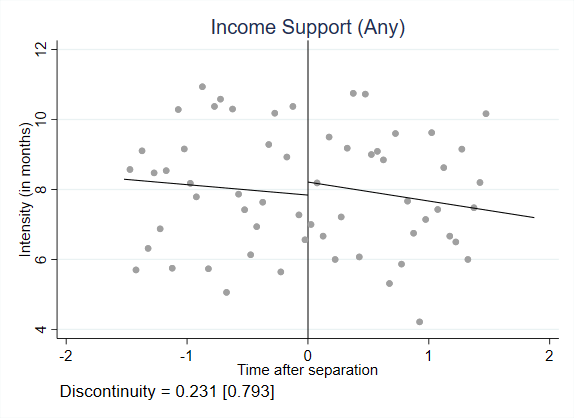 Income Support (Any)
Intensity (in months)
12
10
8
6
4
-2 -1 0 1 2
Time after separation
Discontinuity = 0.231 [0.793]